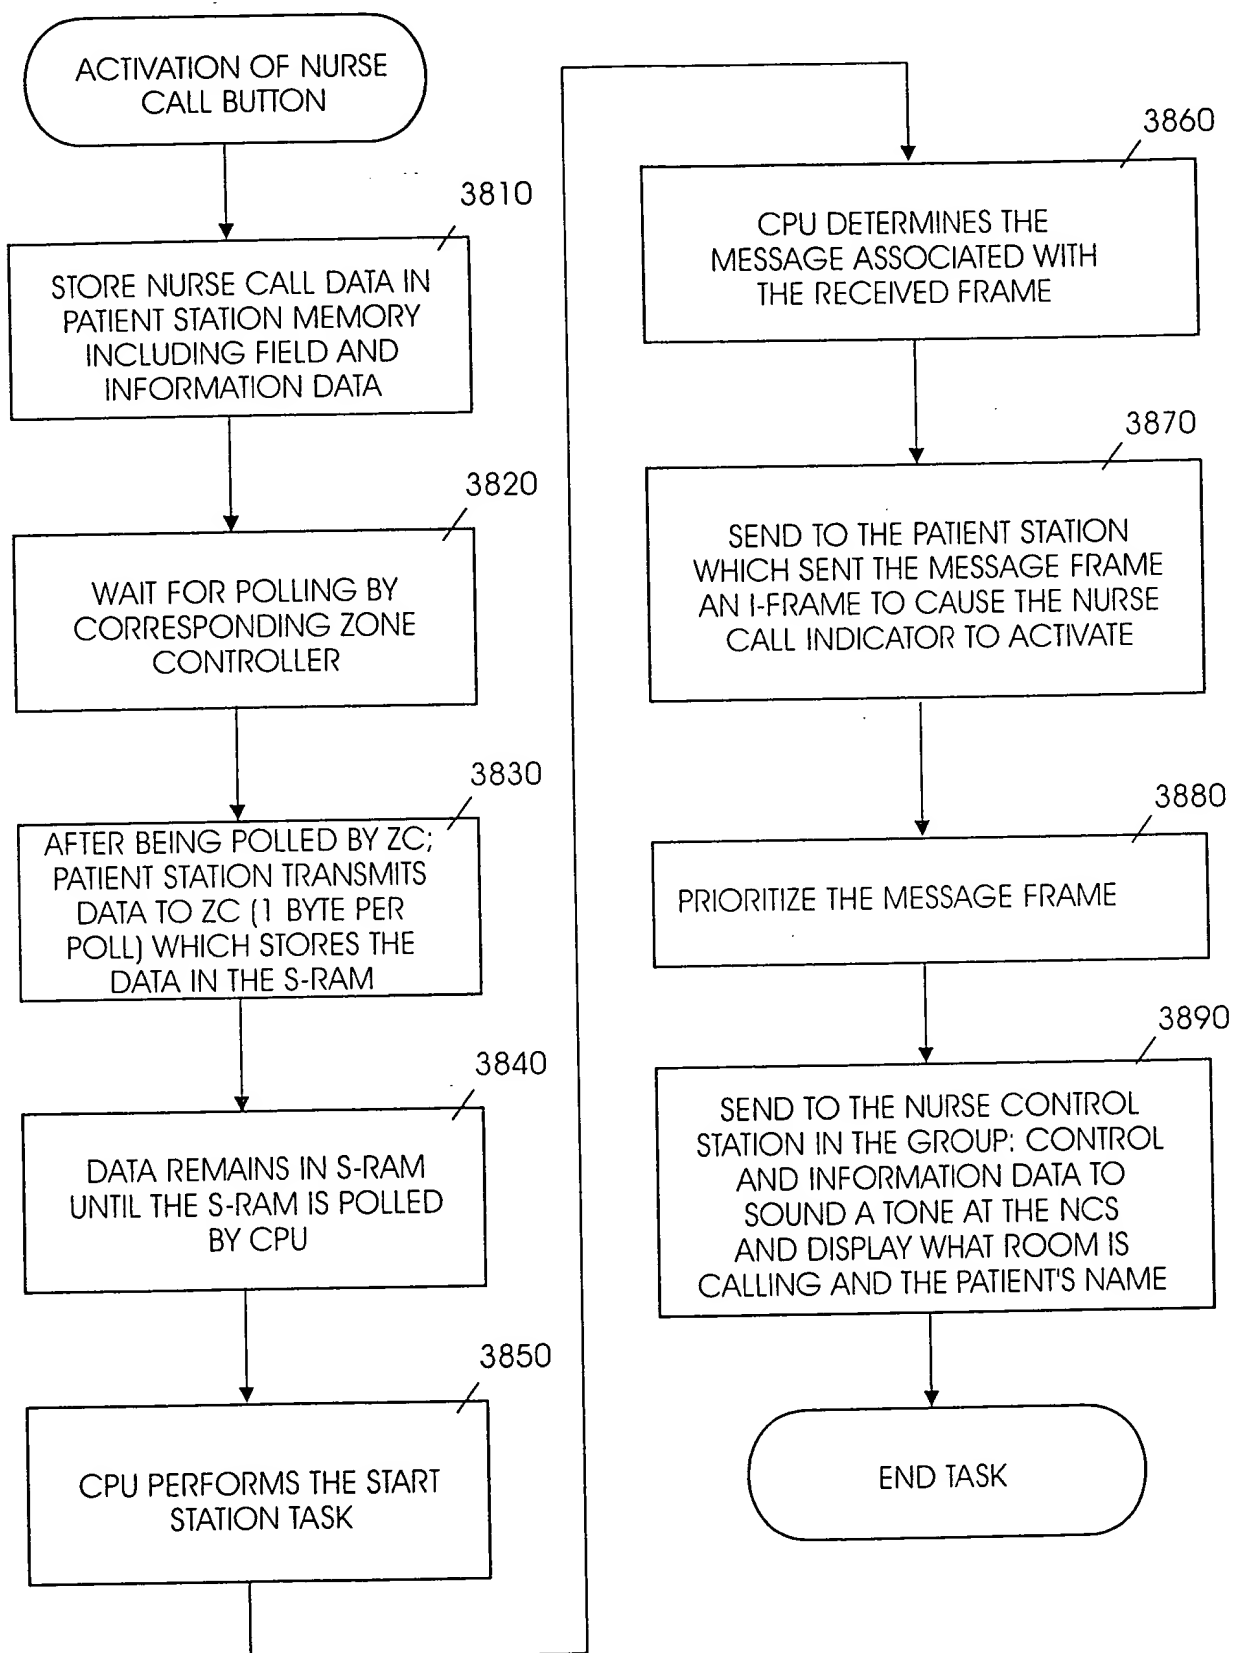 ACTIVATION OF NURSE
CALL BUTTON
3810
STORE NURSE CALL DATA IN
PATIENT STATION MEMORY
INCLUDING FIELD AND
INFORMATION DATA
3820
WAIT FOR POLLING BY
CORRESPONDING ZONE
CONTROLLER
3830
AFTER BEING POLLED BY ZC;
PATIENT STATION TRANSMITS
DATA TO ZC (1 BYTE PER
POLL) WHICH STORES THE
DATA IN THE S-RAM
3840
DATA REMAINS IN S-RAM
UNTIL THE S-RAM IS POLLED
BY CPU
3850
CPU PERFORMS THE START
STATION TASK
3860
CPU DETERMINES THE
MESSAGE ASSOCIATED WITH
THE RECEIVED FRAME
3870
SEND TO THE PATIENT STATION
WHICH SENT THE MESSAGE FRAME
AN I-FRAME TO CAUSE THE NURSE
CALL INDICATOR TO ACTIVATE
3880
PRIORITIZE THE MESSAGE FRAME
3890
SEND TO THE NURSE CONTROL
STATION IN THE GROUP: CONTROL
AND INFORMATION DATA TO
SOUND A TONE AT THE NCS
AND DISPLAY WHAT ROOM IS
CALLING AND THE PATIENT'S NAME
END TASK